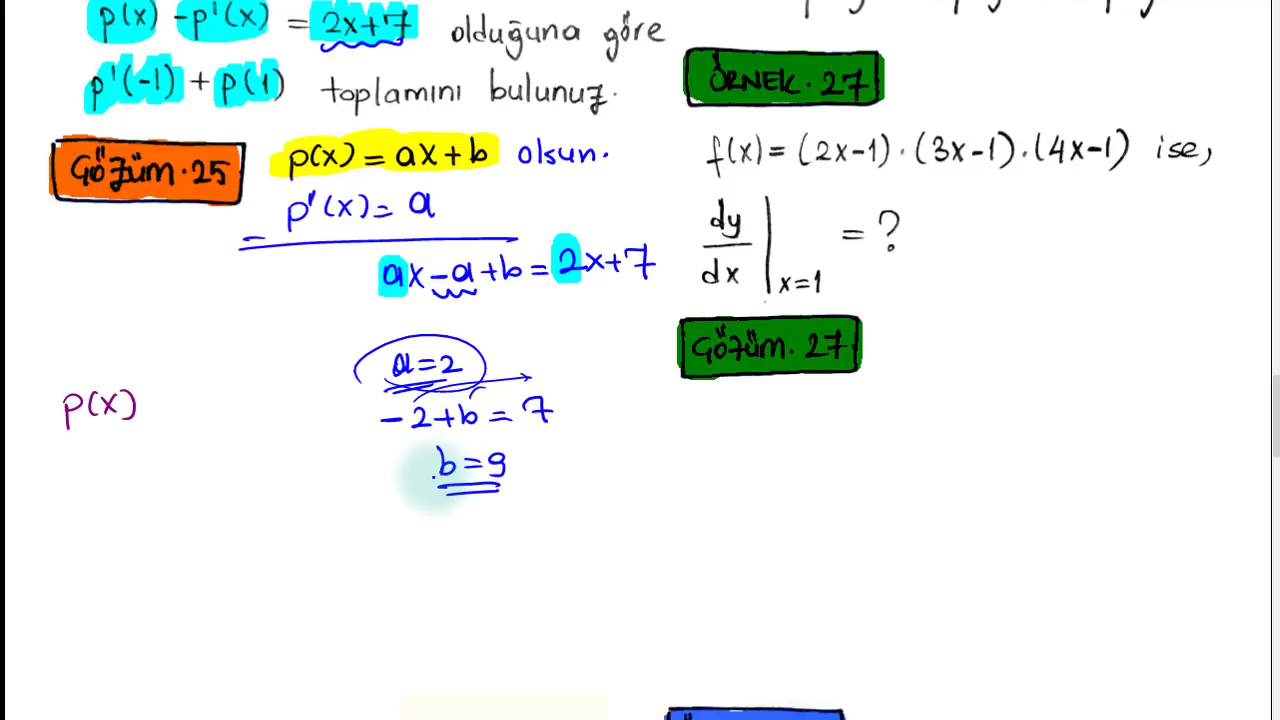 p(x) - p'(x) = 2x+7 olduğuna göre
p'(-1) + p(1) toplamını bulunuz.
Çözüm.25
p(x) = ax+b olsun.
p'(x) = a
ax - a + b = 2x+7
a=2
-2+b = 7
b=9
p(x)
ÖRNEK.27
f(x) = (2x-1)·(3x-1)·(4x-1) ise,
dy/dx | x=1 = ?
Çözüm.27